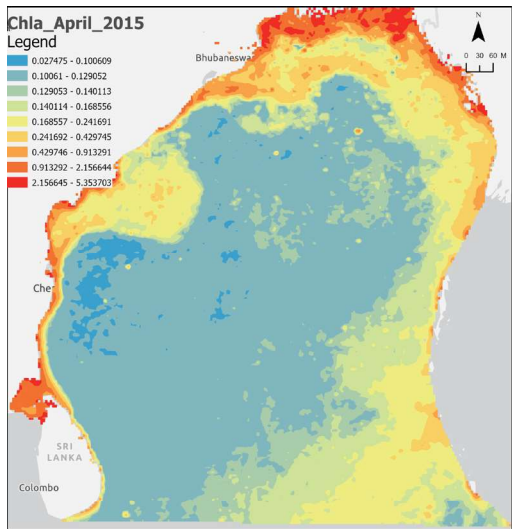 Chla_April_2015
Legend
0.027475 - 0.100609
0.10061 - 0.129052
0.129053 - 0.140113
0.140114 - 0.168556
0.168557 - 0.241691
0.241692 - 0.429745
0.429746 - 0.913291
0.913292 - 2.156644
2.156645 - 5.353703
N
0 30 60 M
Bhubaneswar
Che
SRI
LANKA
Colombo